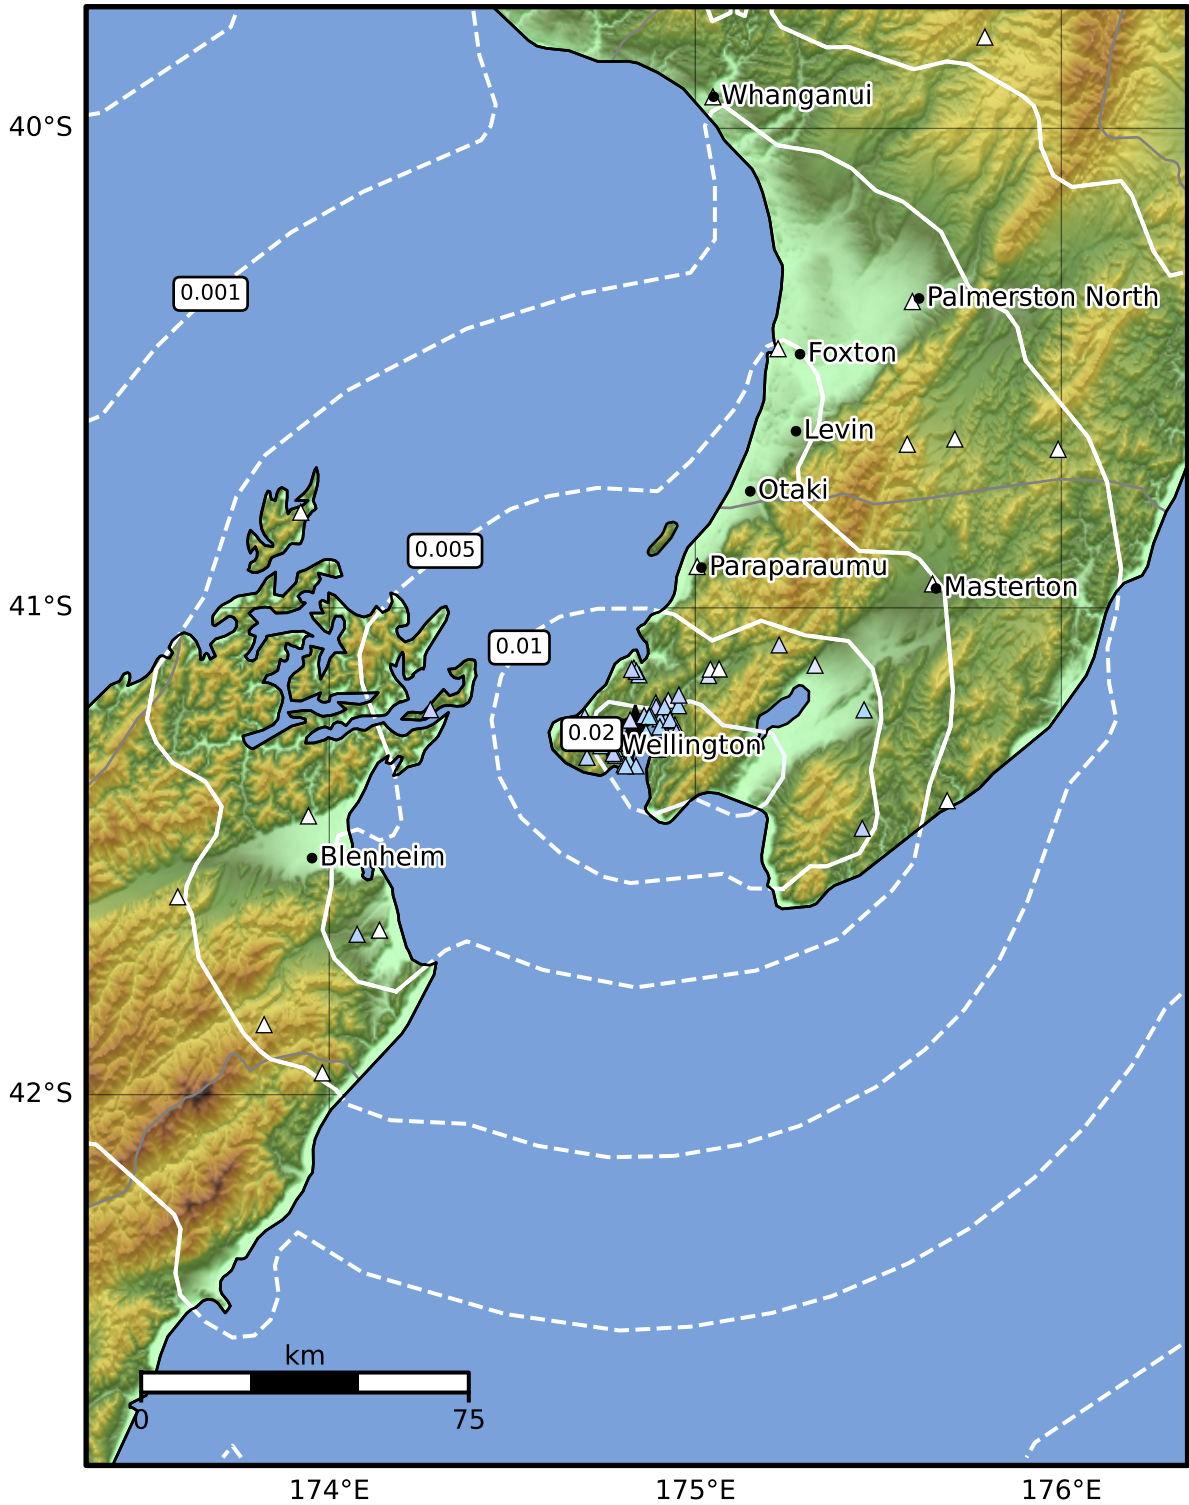 Whanganui
40°S
0.001
Palmerston North
Foxton
Levin
Otaki
0.005
Paraparaumu
Masterton
41°S
0.01
0.02
Wellington
Blenheim
42°S
km
0
75
174°E
175°E
176°E